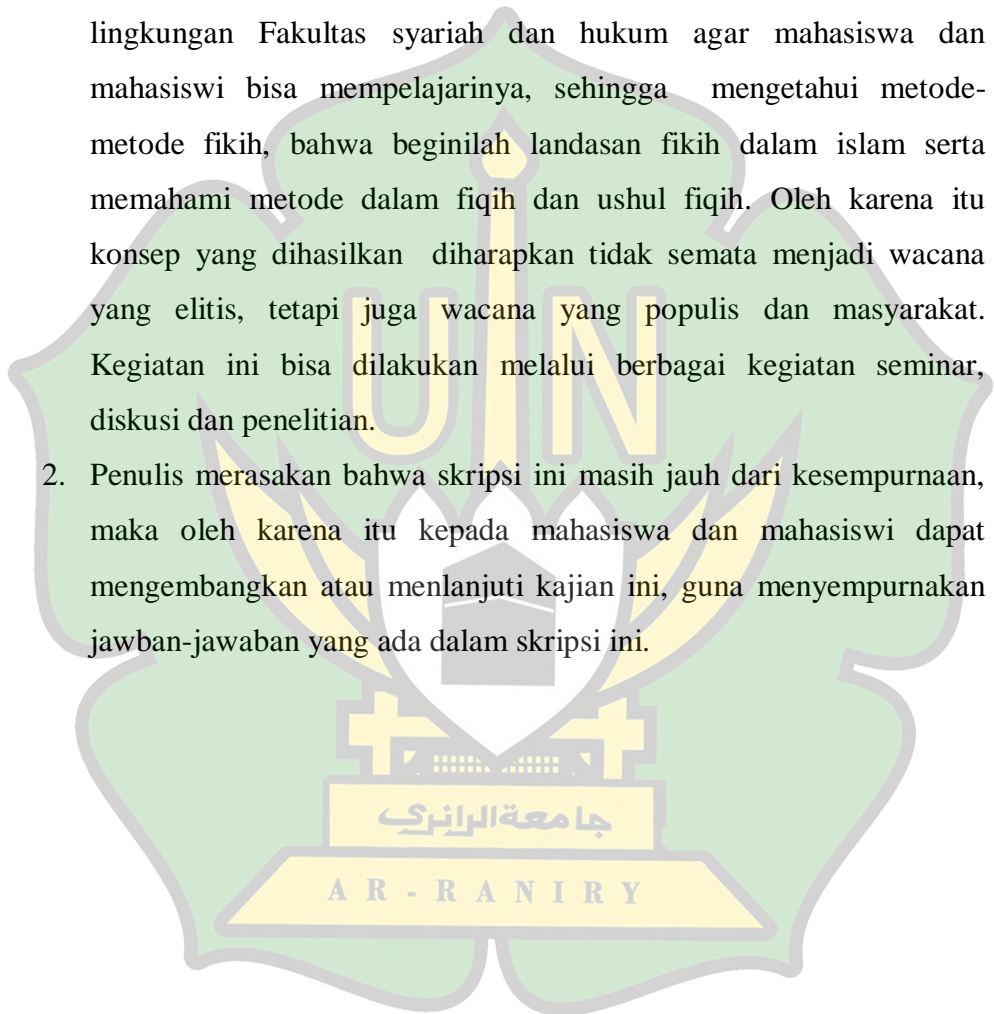 lingkungan Fakultas syariah dan hukum agar mahasiswa dan
mahasiswi bisa mempelajarinya, sehingga mengetahui metode-
metode fikih, bahwa beginilah landasan fikih dalam islam serta
memahami metode dalam fiqih dan ushul fiqih. Oleh karena itu
konsep yang dihasilkan diharapkan tidak semata menjadi wacana
yang elitis, tetapi juga wacana yang populis dan masyarakat.
Kegiatan ini bisa dilakukan melalui berbagai kegiatan seminar,
diskusi dan penelitian.
2. Penulis merasakan bahwa skripsi ini masih jauh dari kesempurnaan,
maka oleh karena itu kepada mahasiswa dan mahasiswi dapat
mengembangkan atau menlanjuti kajian ini, guna menyempurnakan
jawban-jawaban yang ada dalam skripsi ini.
UIN
جامعة الرانري
AR-RANIRY